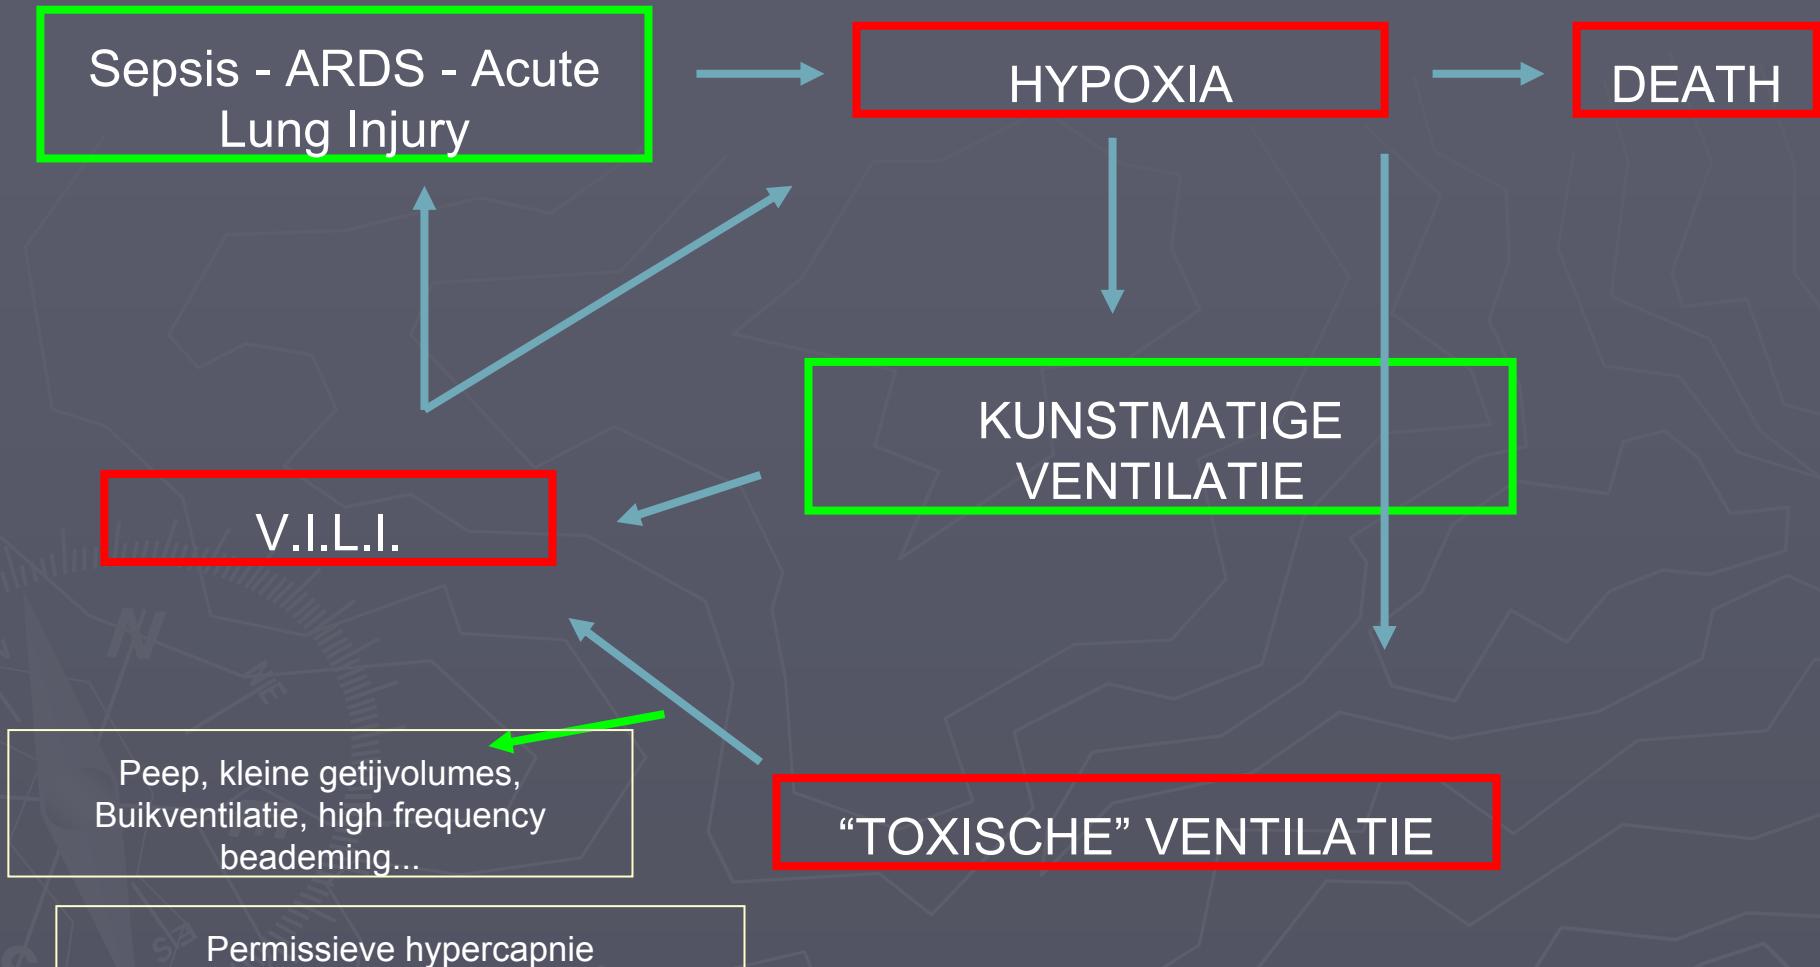 Sepsis - ARDS - Acute
Lung Injury
HYPOXIA
DEATH
KUNSTMATIGE
VENTILATIE
V.I.L.I.
Peep, kleine getijvolumes,
Buikventilatie, high frequency
beademing...
“TOXISCHE” VENTILATIE
Permissieve hypercapnie
N
NE